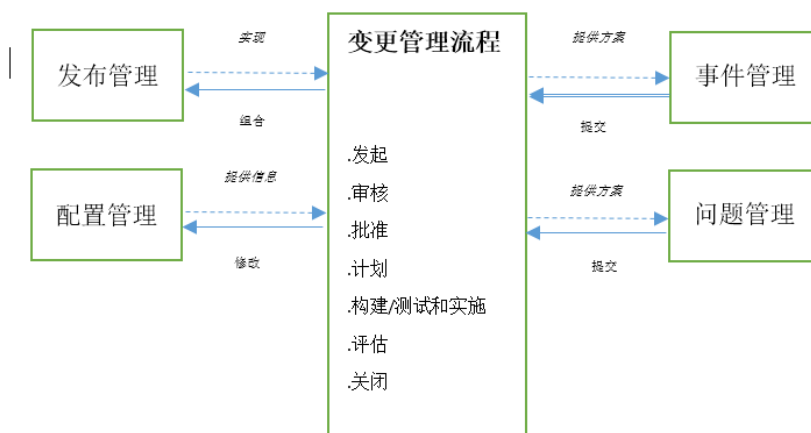 变更管理流程
实现
提供方案
发布管理
事件管理
组合
提交
.发起
.审核
提供信息
提供方案
配置管理
.批准
问题管理
修改
.计划
提交
.构建/测试和实施
.评估
.关闭